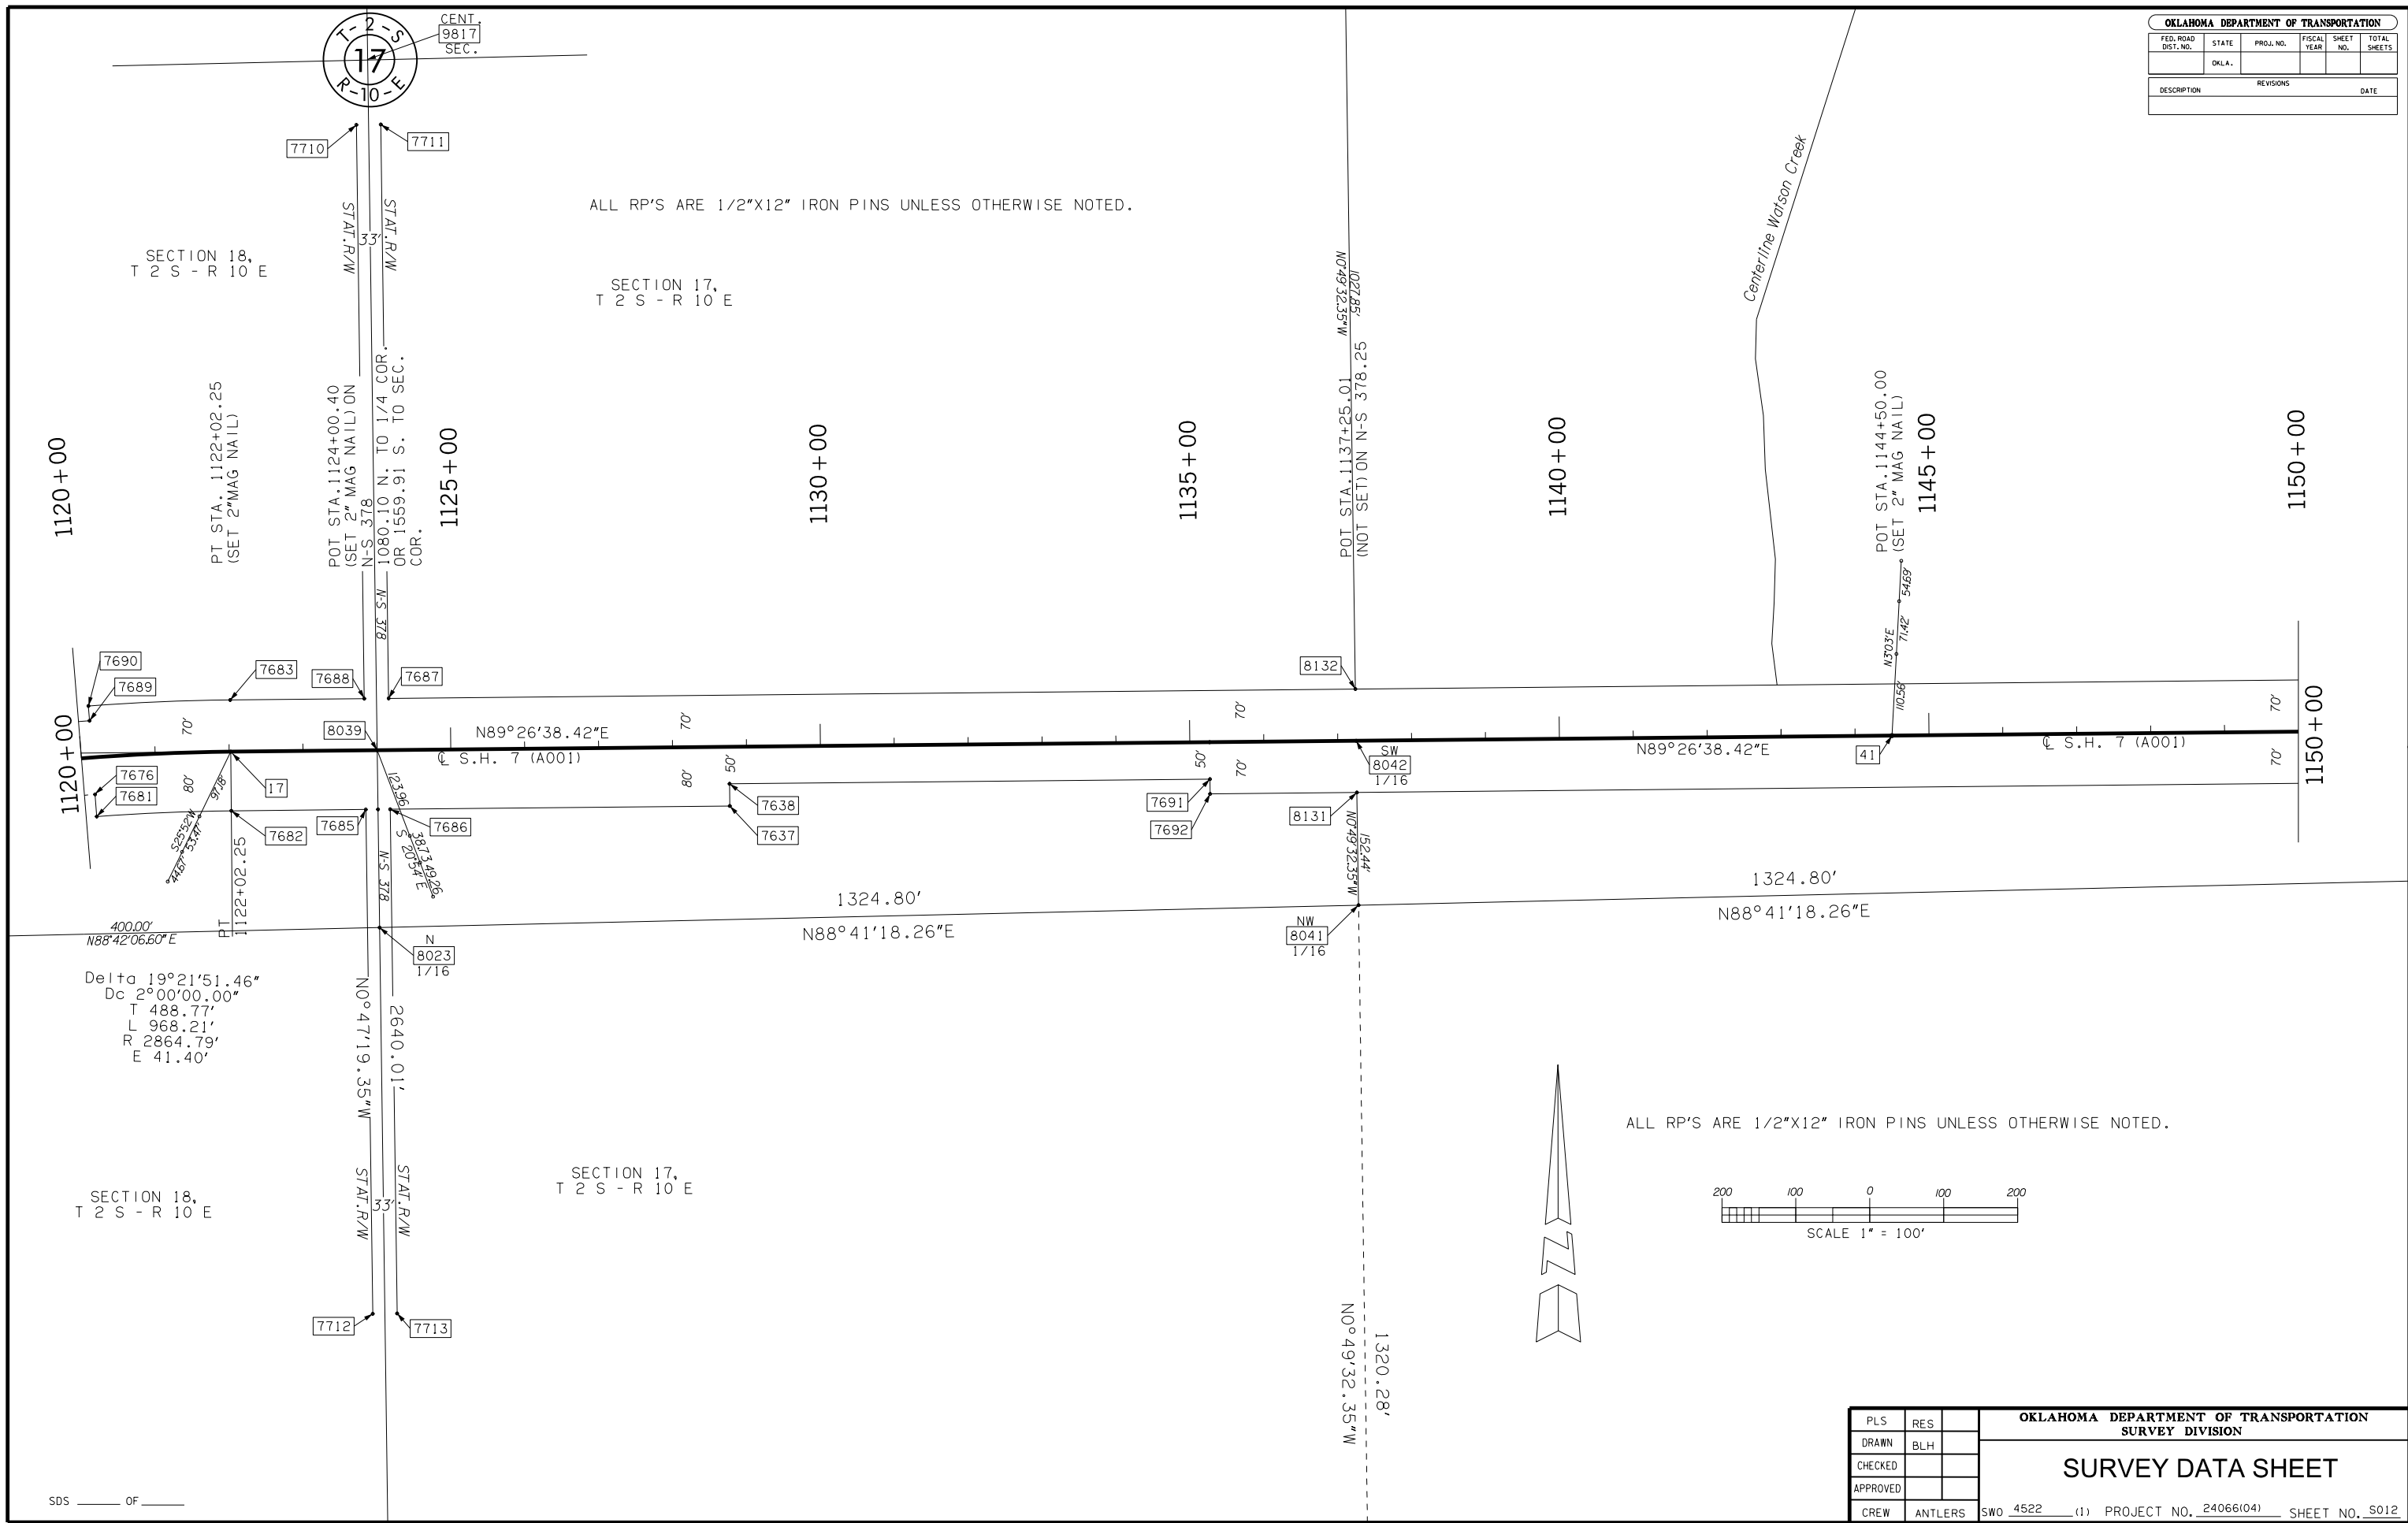 T-2-S
17
R-10-E
CENT.
9817
SEC.
OKLAHOMA DEPARTMENT OF TRANSPORTATION
FED. ROAD DIST. NO.
STATE
PROJ. NO.
FISCAL YEAR
SHEET NO.
TOTAL SHEETS
OKLA.
REVISIONS
DESCRIPTION
DATE
7710
7711
ALL RP'S ARE 1/2"X12" IRON PINS UNLESS OTHERWISE NOTED.
STAT.R/W
33'
STAT.R/W
SECTION 18,
T 2 S - R 10 E
SECTION 17,
T 2 S - R 10 E
N0°49'32.35"W
1027.85'
Centerline Watson Creek
1120+00
PT STA. 1122+02.25
(SET 2"MAG NAIL)
POT STA.1124+00.40
(SET 2" MAG NAIL) ON
N-S 378
1080.10 N. TO 1/4 COR.
OR 1559.91 S. TO SEC.
COR.
1125+00
1130+00
1135+00
POT STA.1137+25.01
(NOT SET) ON N-S 378.25
1140+00
POT STA.1144+50.00
(SET 2" MAG NAIL)
1145+00
1150+00
N-S 378
54.69'
71.42'
N3°03'E
110.56'
7690
7689
7683
7688
7687
8132
1120+00
70'
8039
N89°26'38.42"E
℄ S.H. 7 (A001)
70'
70'
SW
8042
1/16
N89°26'38.42"E
41
℄ S.H. 7 (A001)
70'
70'
1150+00
7676
7681
80'
97.18'
17
123.96
80'
50'
50'
70'
7638
7637
7691
7692
8131
S25°52'W
53.47'
44.67'
7682
7685
7686
PT
1122+02.25
N-S 378
38.73 49.26
S 20°54' E
N0°49'32.35"W
152.44'
1324.80'
N88°41'18.26"E
1324.80'
N88°41'18.26"E
400.00'
N88°42'06.60"E
N
8023
1/16
NW
8041
1/16
Delta 19°21'51.46"
Dc 2°00'00.00"
T 488.77'
L 968.21'
R 2864.79'
E 41.40'
N0°47'19.35"W
2640.01'
ALL RP'S ARE 1/2"X12" IRON PINS UNLESS OTHERWISE NOTED.
SECTION 18,
T 2 S - R 10 E
STAT.R/W
33'
STAT.R/W
SECTION 17,
T 2 S - R 10 E
N
200 100 0 100 200
SCALE 1" = 100'
7712
7713
N0°49'32.35"W
1320.28'
PLS RES
DRAWN BLH
CHECKED
APPROVED
CREW ANTLERS
OKLAHOMA DEPARTMENT OF TRANSPORTATION
SURVEY DIVISION
SURVEY DATA SHEET
SWO 4522 (1) PROJECT NO. 24066(04) SHEET NO. S012
SDS ____ OF ____